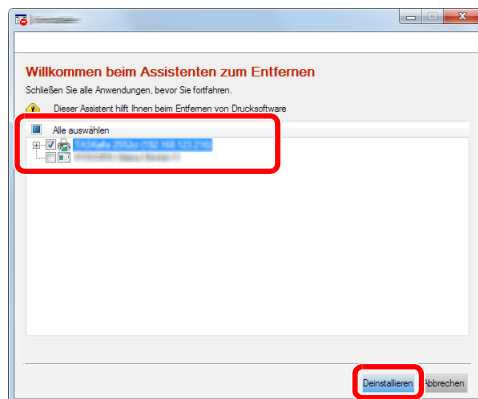 Willkommen beim Assistenten zum Entfernen
Schließen Sie alle Anwendungen, bevor Sie fortfahren.
Dieser Assistent hilft Ihnen beim Entfernen von Drucksoftware
Alle auswählen
Deinstallieren
Abbrechen